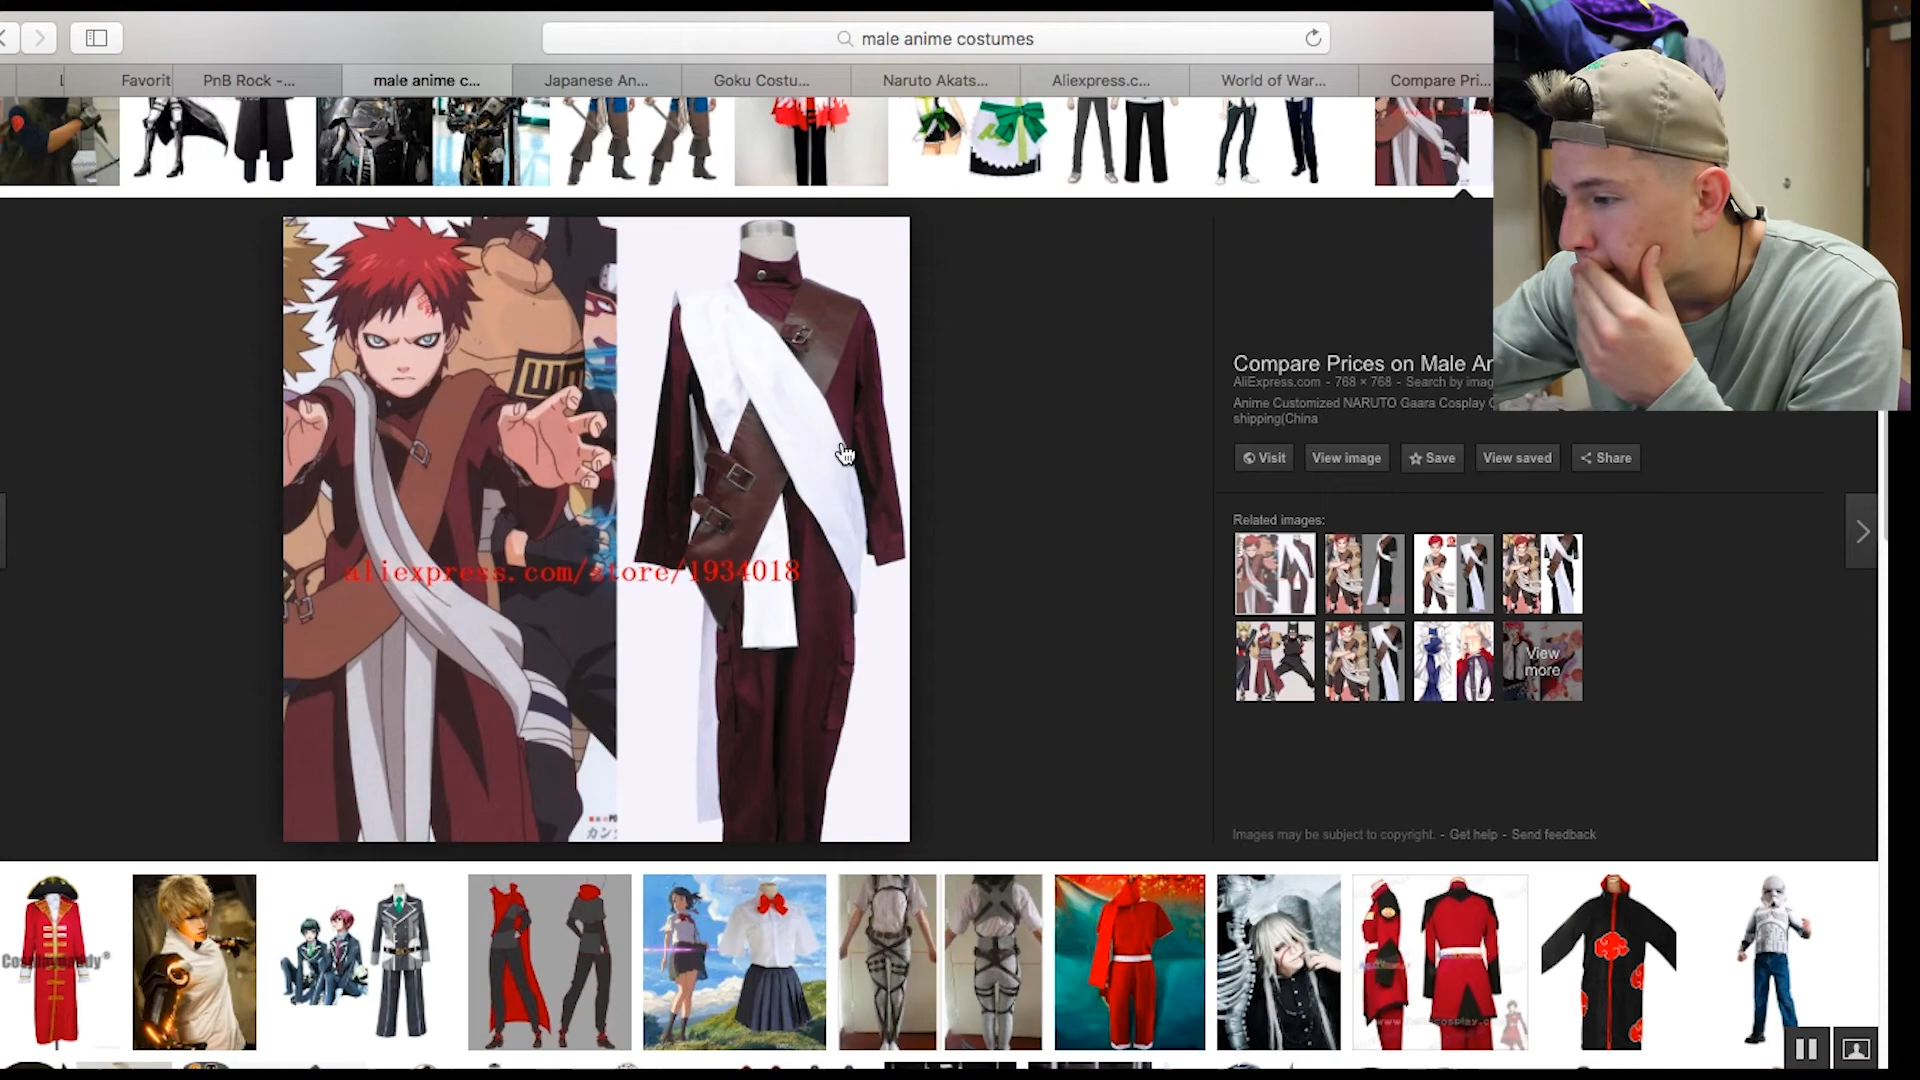 male anime costumes
Favorit
PnB Rock -...
male anime c...
Japanese An...
Goku Costu...
Naruto Akats...
Aliexpress.c...
World of War...
Compare Pri...
Compare Prices on Male An
AliExpress.com - 768 × 768 - Search by imag
Anime Customized NARUTO Gaara Cosplay C
shipping(China
Visit
View image
Save
View saved
Share
Related images:
View
more
aliexpress.com/store/1934018
カン
Images may be subject to copyright. - Get help - Send feedback